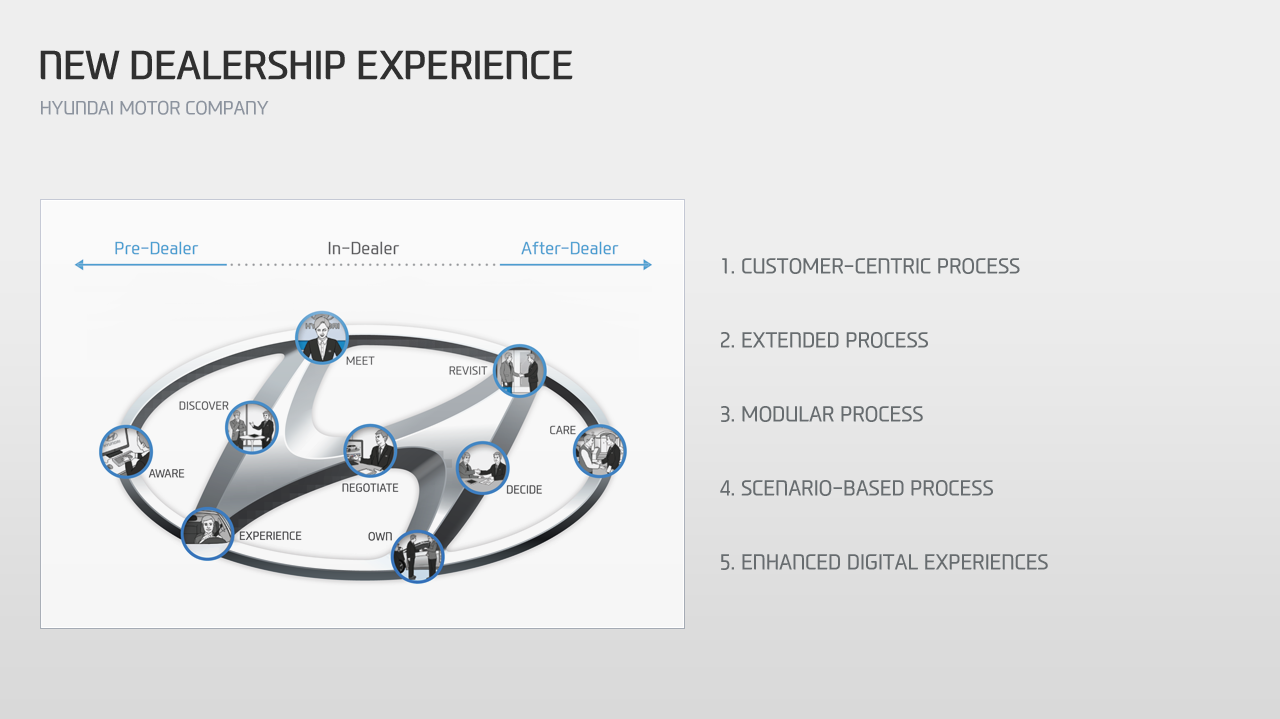 NEW DEALERSHIP EXPERIENCE
HYUNDAI MOTOR COMPANY
Pre-Dealer
In-Dealer
After-Dealer
MEET
REVISIT
DISCOVER
CARE
AWARE
NEGOTIATE
DECIDE
EXPERIENCE
OWN
1. CUSTOMER-CENTRIC PROCESS
2. EXTENDED PROCESS
3. MODULAR PROCESS
4. SCENARIO-BASED PROCESS
5. ENHANCED DIGITAL EXPERIENCES